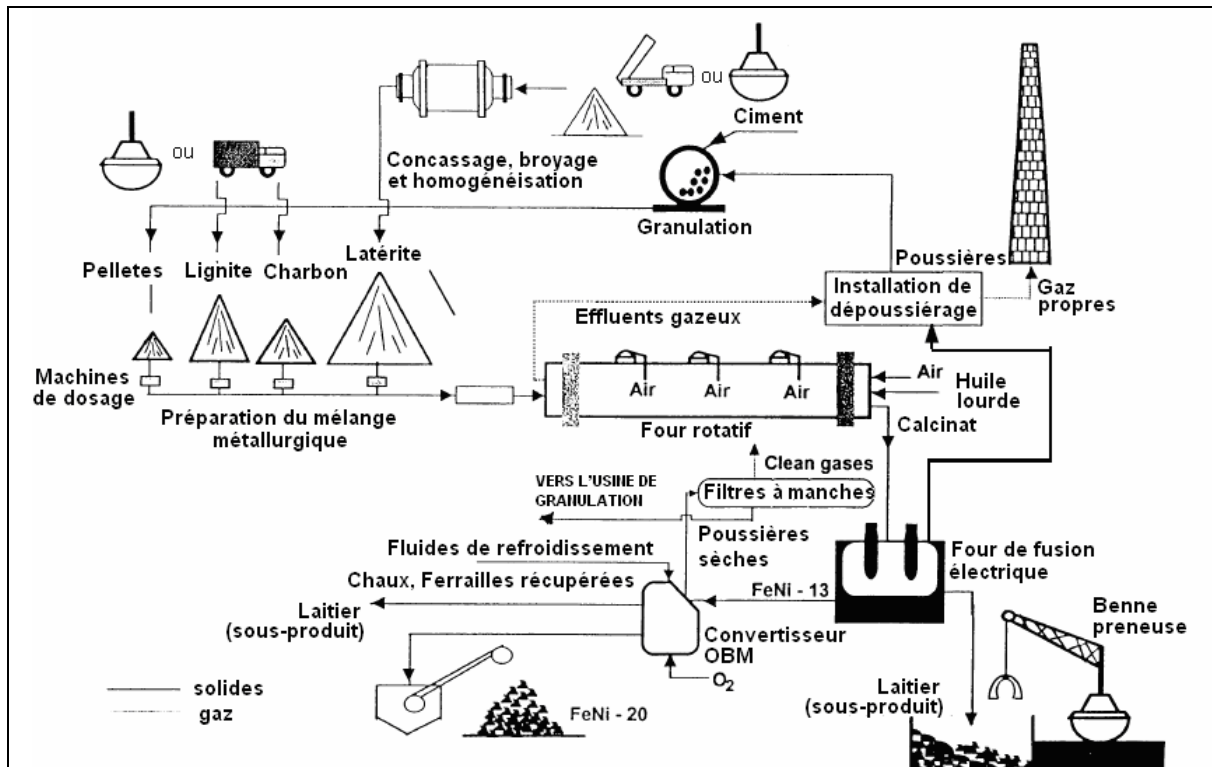 ou
Ciment
ou
Concassage, broyage
et homogénéisation
Granulation
Pelletes
Lignite
Charbon
Latérite
Poussières
Installation de
dépoussiérage
Gaz
propres
Effluents gazeux
Machines
de dosage
Préparation du mélange
métallurgique
Air
Air
Air
Air
Huile
lourde
Four rotatif
Calcinat
Clean gases
VERS L'USINE DE
GRANULATION
Filtres à manches
Poussières
sèches
Fluides de refroidissement
Chaux, Ferrailles récupérées
Four de fusion
électrique
FeNi - 13
Laitier
(sous-produit)
Convertisseur
OBM
O2
Benne
preneuse
Laitier
(sous-produit)
solides
gaz
FeNi - 20